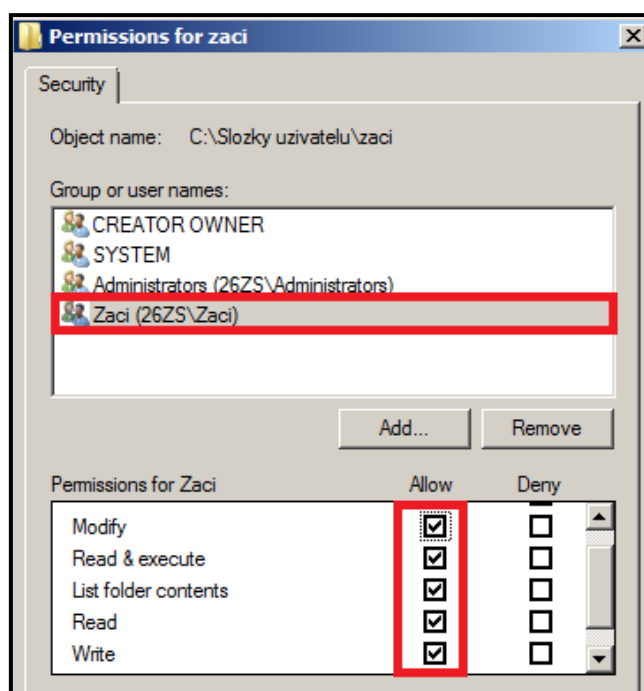 Permissions for zaci
Security
Object name: C:\Slozky uzivatelu\zaci
Group or user names:
CREATOR OWNER
SYSTEM
Administrators (26ZS\Administrators)
Zaci (26ZS\Zaci)
Add... Remove
Permissions for Zaci Allow Deny
Modify
Read & execute
List folder contents
Read
Write